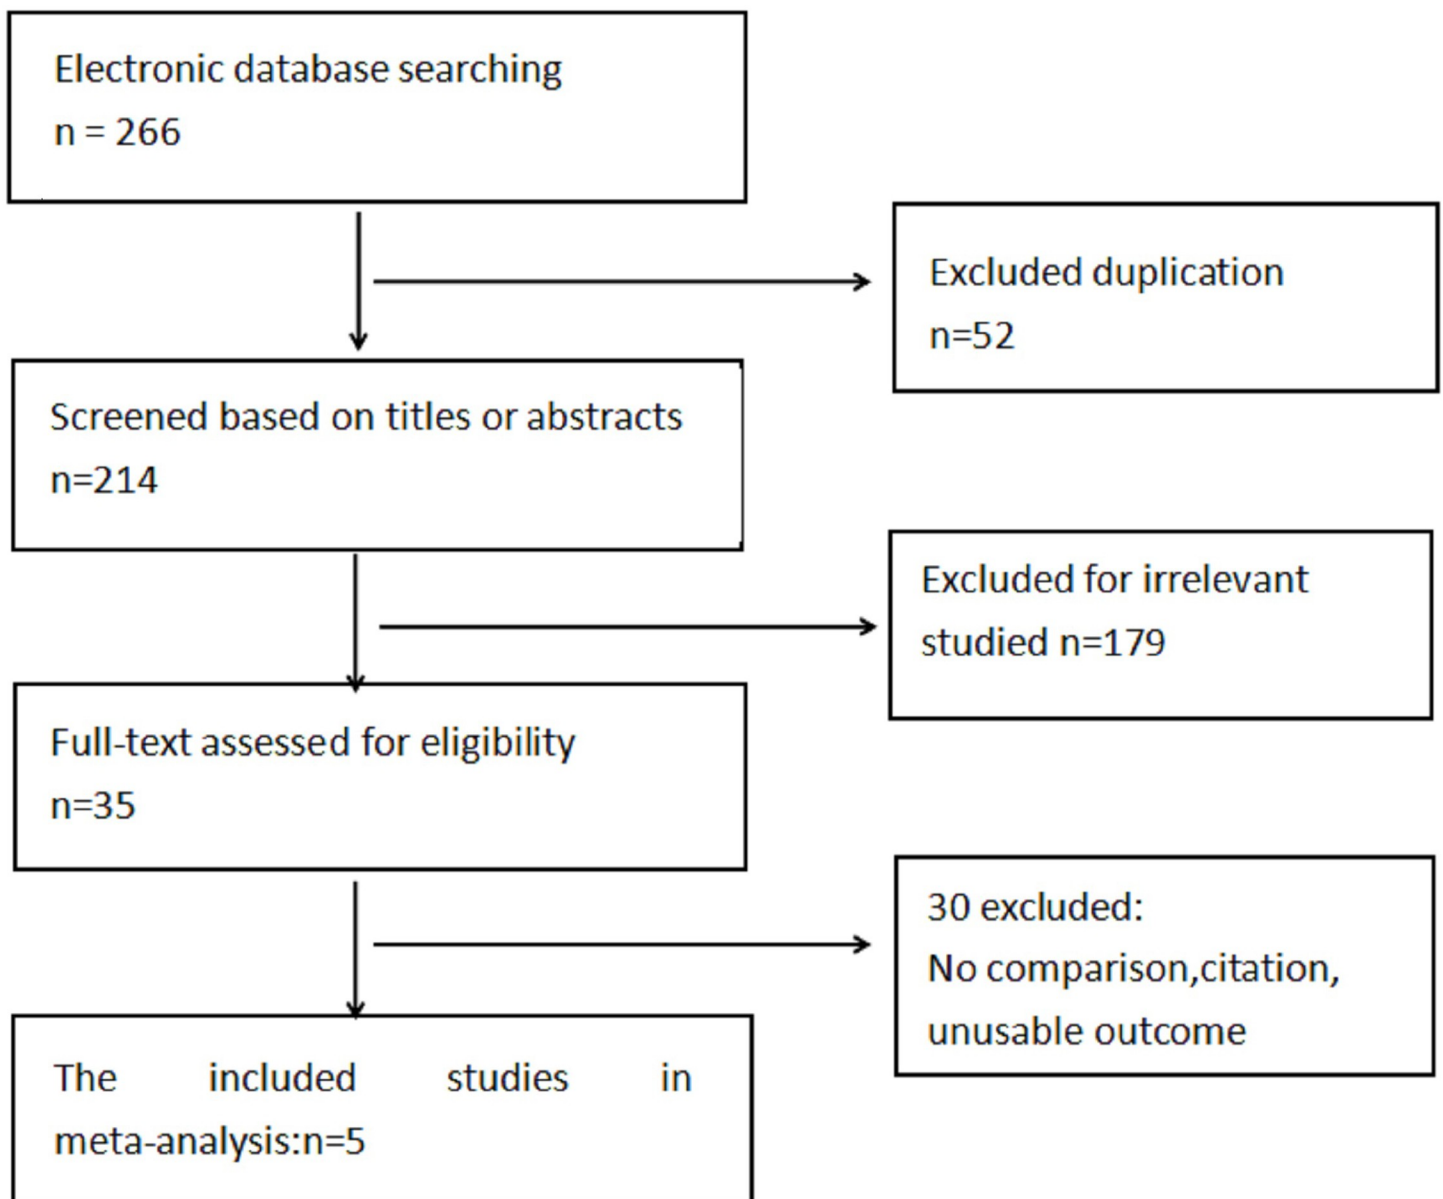 Electronic database searching
n = 266
Excluded duplication
n=52
Screened based on titles or abstracts
n=214
Excluded for irrelevant
studied n=179
Full-text assessed for eligibility
n=35
30 excluded:
No comparison,citation,
unusable outcome
The included studies in
meta-analysis:n=5